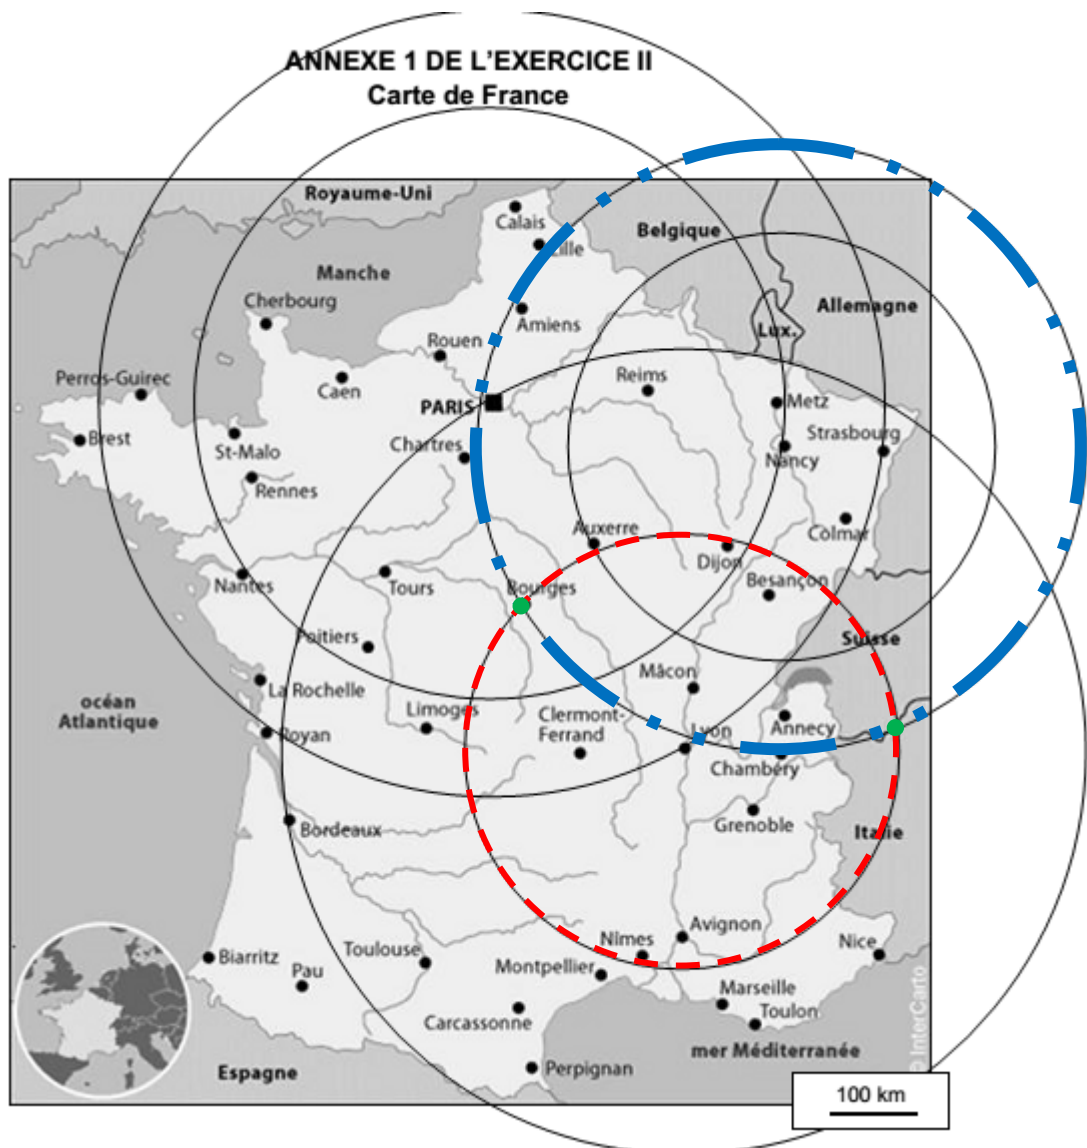 ANNEXE 1 DE L'EXERCICE II
Carte de France
Royaume-Uni
Calais
Belgique
Lille
Manche
Cherbourg
Allemagne
Amiens
Lux.
Rouen
Perros-Guirec
Caen
Reims
Metz
PARIS
Brest
St-Malo
Chartres
Strasbourg
Nancy
Rennes
Auxerre
Colmar
Dijon
Nantes
Tours
Bourges
Besançon
Poitiers
Suisse
Mâcon
La Rochelle
océan
Atlantique
Limoges
Clermont-
Ferrand
Annecy
Royan
Lyon
Chambéry
Bordeaux
Grenoble
Italie
Avignon
Nîmes
Nice
Biarritz
Toulouse
Pau
Montpellier
Marseille
Toulon
Carcassonne
mer Méditerranée
Espagne
Perpignan
© InterCarto
100 km